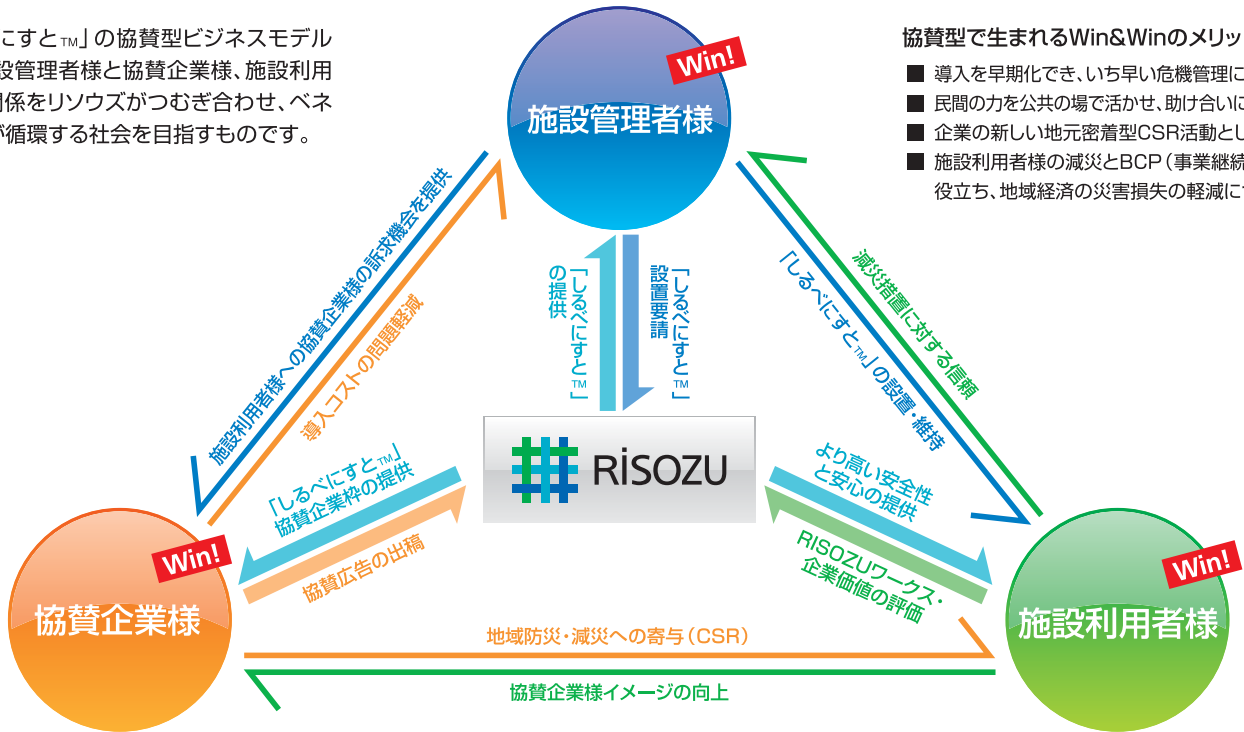 にすと™」の協賛型ビジネスモデル
設管理者様と協賛企業様、施設利用
関係をリソウズがつむぎ合わせ、ベネ
が循環する社会を目指すものです。
協賛型で生まれるWin&Winのメリッ
■ 導入を早期化でき、いち早い危機管理に
■ 民間の力を公共の場で活かせ、助け合いに
■ 企業の新しい地元密着型CSR活動とし
■ 施設利用者様の減災とBCP(事業継続
役立ち、地域経済の災害損失の軽減に
Win!
施設管理者様
施設利用者様への協賛企業様の訴求機会を提供
導入コストの問題軽減
「しるべにすと™」
の提供
「しるべにすと™」
設置要請
減災措置に対する信頼
「しるべにすと™」の設置・維持
RISOZU
「しるべにすと™」
協賛企業枠の提供
協賛広告の出稿
より高い安全性
と安心の提供
RISOZUワークス・
企業価値の評価
Win!
協賛企業様
Win!
施設利用者様
地域防災・減災への寄与(CSR)
協賛企業様イメージの向上